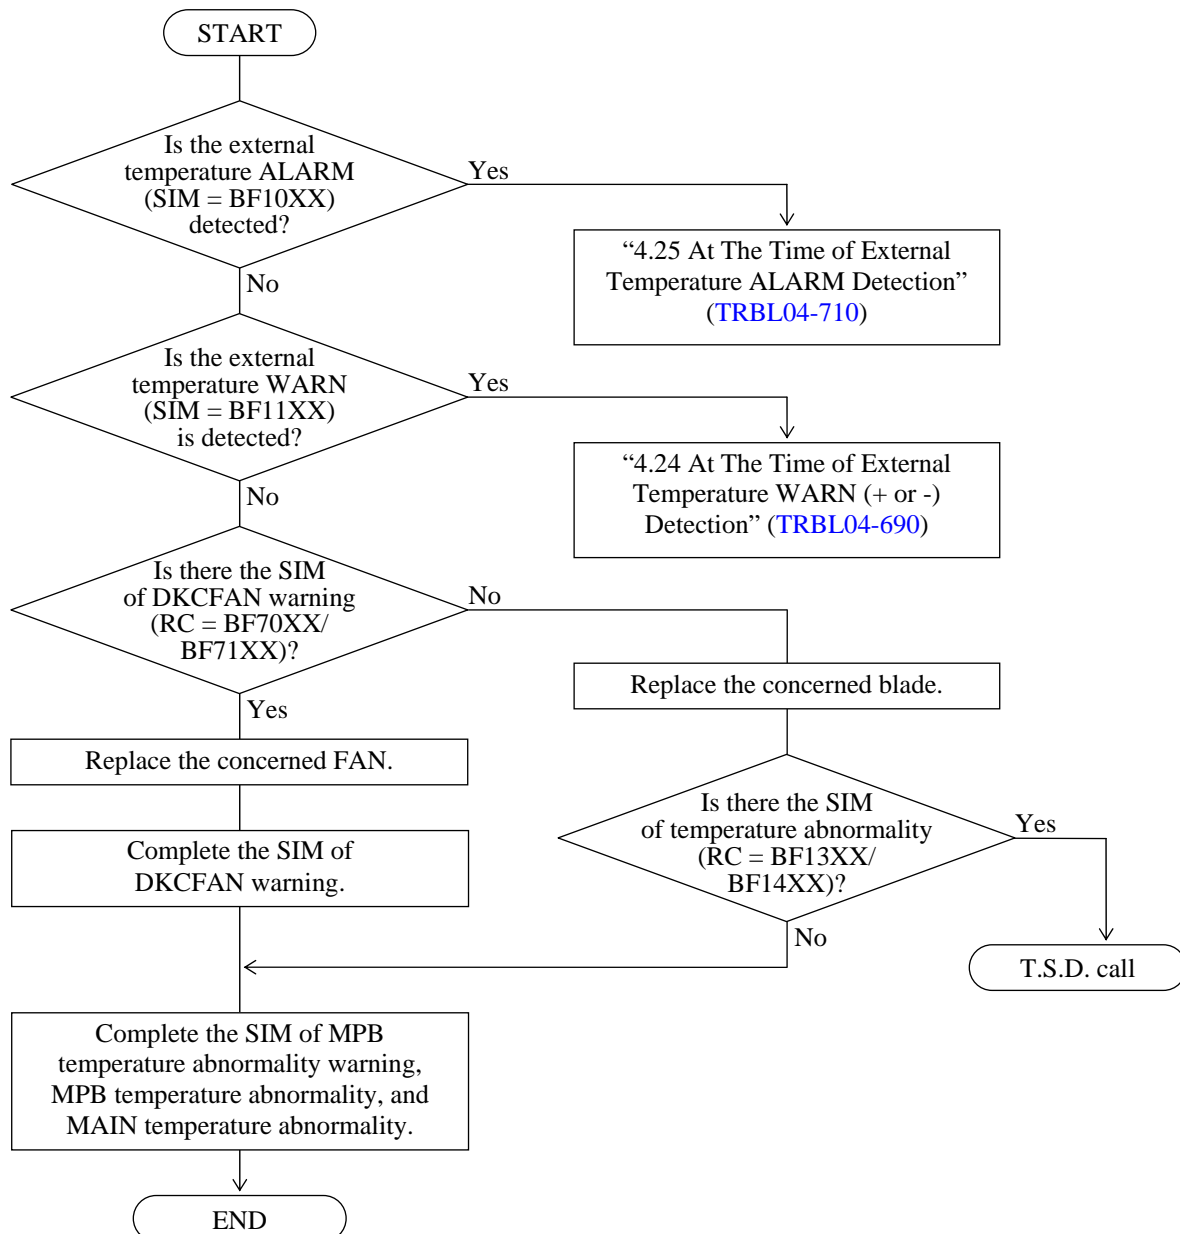 START
Is the external
temperature ALARM
(SIM = BF10XX)
detected?
Yes
“4.25 At The Time of External
Temperature ALARM Detection”
(TRBL04-710)
No
Is the external
temperature WARN
(SIM = BF11XX)
is detected?
Yes
“4.24 At The Time of External
Temperature WARN (+ or -)
Detection” (TRBL04-690)
No
Is there the SIM
of DKCFAN warning
(RC = BF70XX/
BF71XX)?
No
Replace the concerned blade.
Yes
Replace the concerned FAN.
Is there the SIM
of temperature abnormality
(RC = BF13XX/
BF14XX)?
Yes
Complete the SIM of
DKCFAN warning.
No
T.S.D. call
Complete the SIM of MPB
temperature abnormality warning,
MPB temperature abnormality, and
MAIN temperature abnormality.
END